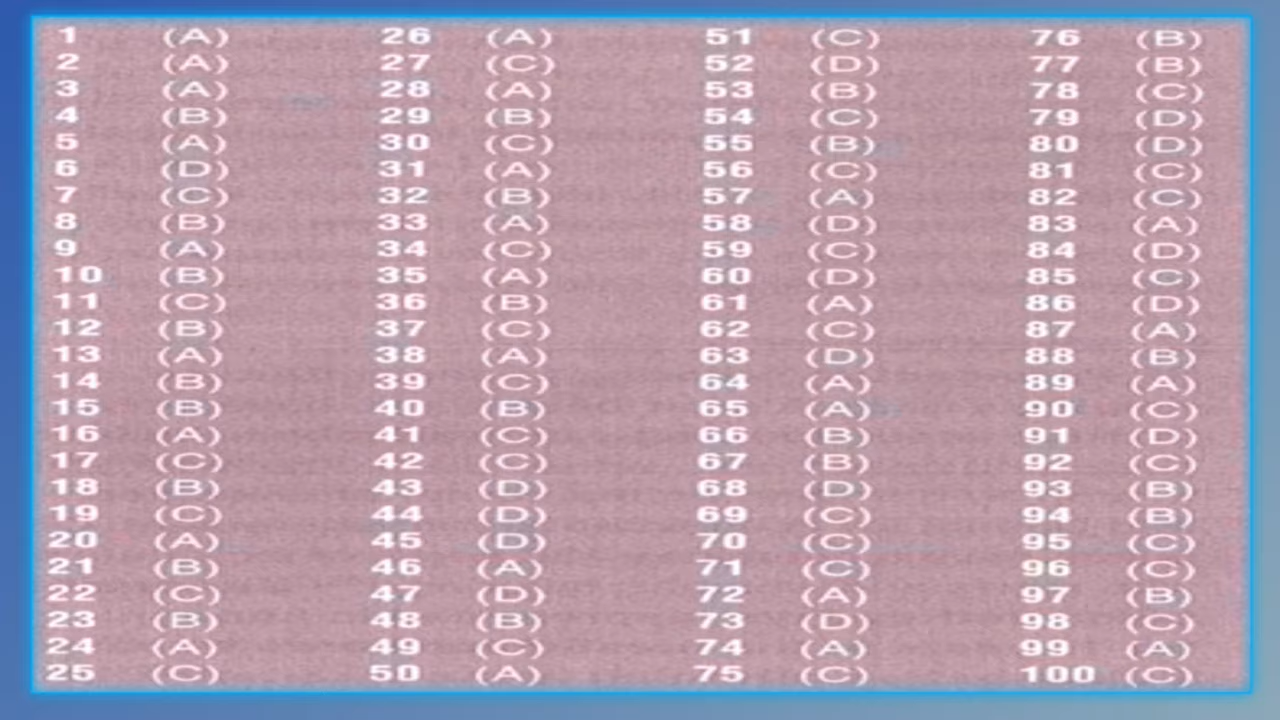 1 (A) 26 (A) 51 (C) 76 (B)
2 (A) 27 (C) 52 (D) 77 (B)
3 (A) 28 (A) 53 (B) 78 (C)
4 (B) 29 (B) 54 (C) 79 (D)
5 (A) 30 (C) 55 (B) 80 (D)
6 (D) 31 (A) 56 (C) 81 (C)
7 (C) 32 (B) 57 (A) 82 (C)
8 (B) 33 (A) 58 (D) 83 (A)
9 (A) 34 (C) 59 (C) 84 (D)
10 (B) 35 (A) 60 (D) 85 (C)
11 (C) 36 (B) 61 (A) 86 (D)
12 (B) 37 (C) 62 (C) 87 (A)
13 (A) 38 (A) 63 (D) 88 (B)
14 (B) 39 (C) 64 (A) 89 (A)
15 (B) 40 (B) 65 (A) 90 (C)
16 (A) 41 (C) 66 (B) 91 (D)
17 (C) 42 (C) 67 (B) 92 (C)
18 (B) 43 (D) 68 (D) 93 (B)
19 (C) 44 (D) 69 (C) 94 (B)
20 (A) 45 (D) 70 (C) 95 (C)
21 (B) 46 (A) 71 (C) 96 (C)
22 (C) 47 (D) 72 (A) 97 (B)
23 (B) 48 (B) 73 (D) 98 (C)
24 (A) 49 (C) 74 (A) 99 (A)
25 (C) 50 (A) 75 (C) 100 (C)